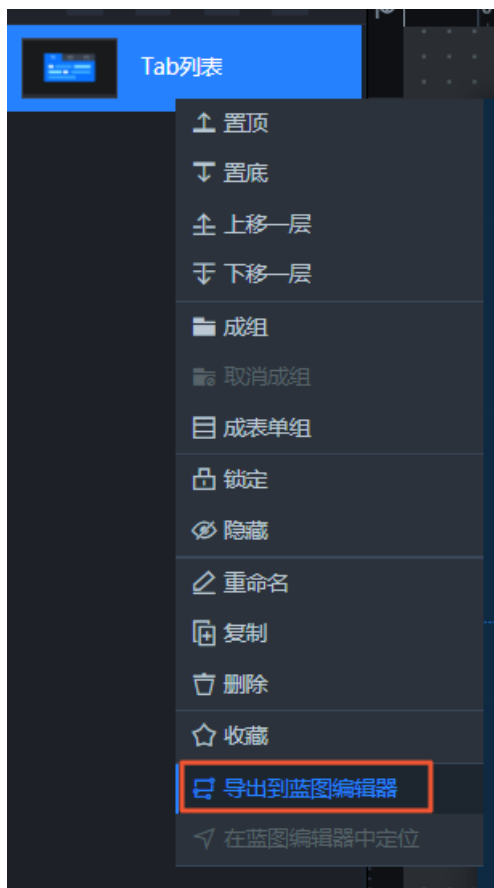 Tab列表
置顶
置底
上移一层
下移一层
成组
取消成组
成表单组
锁定
隐藏
重命名
复制
删除
收藏
导出到蓝图编辑器
在蓝图编辑器中定位